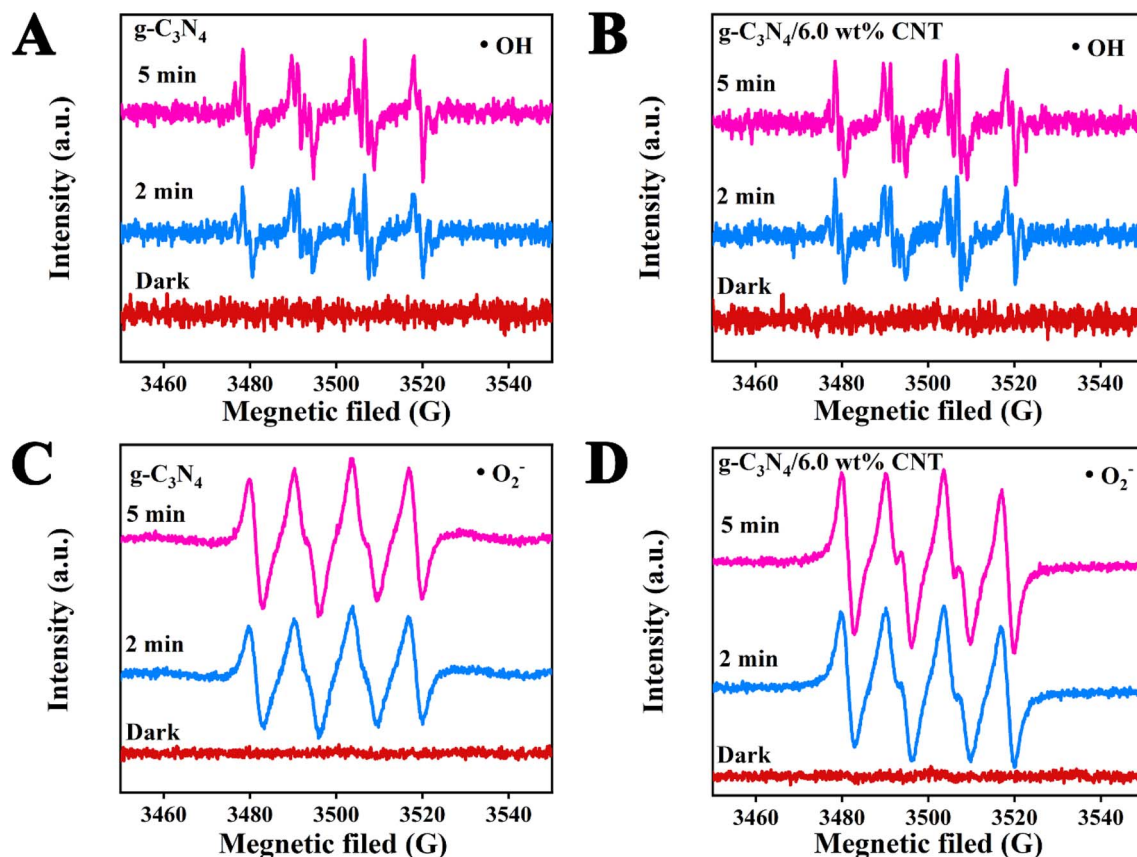 A
g-C₃N₄
• OH
5 min
2 min
Dark
Intensity (a.u.)
3460 3480 3500 3520 3540
Megnetic filed (G)
B
g-C₃N₄/6.0 wt% CNT
• OH
5 min
2 min
Dark
Intensity (a.u.)
3460 3480 3500 3520 3540
Megnetic filed (G)
C
g-C₃N₄
• O₂⁻
5 min
2 min
Dark
Intensity (a.u.)
3460 3480 3500 3520 3540
Megnetic filed (G)
D
g-C₃N₄/6.0 wt% CNT
• O₂⁻
5 min
2 min
Dark
Intensity (a.u.)
3460 3480 3500 3520 3540
Megnetic filed (G)